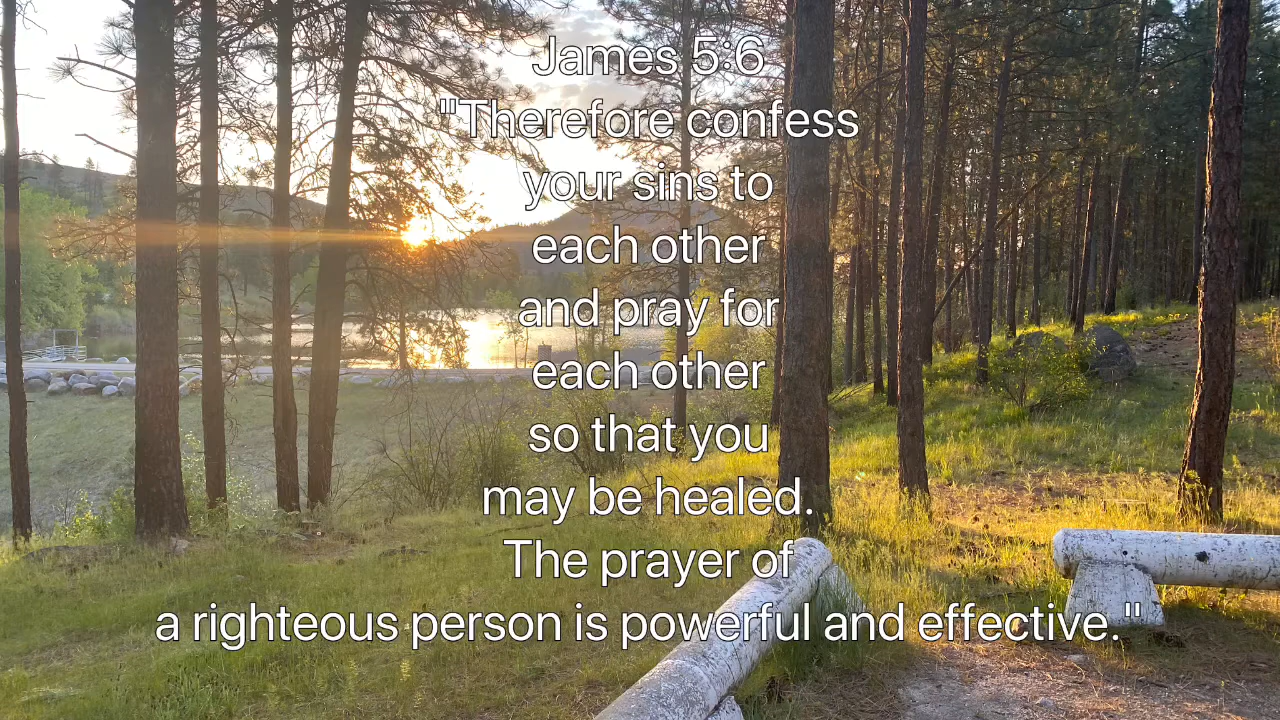 James 5:6
"Therefore confess
your sins to
each other
and pray for
each other
so that you
may be healed.
The prayer of
a righteous person is powerful and effective."